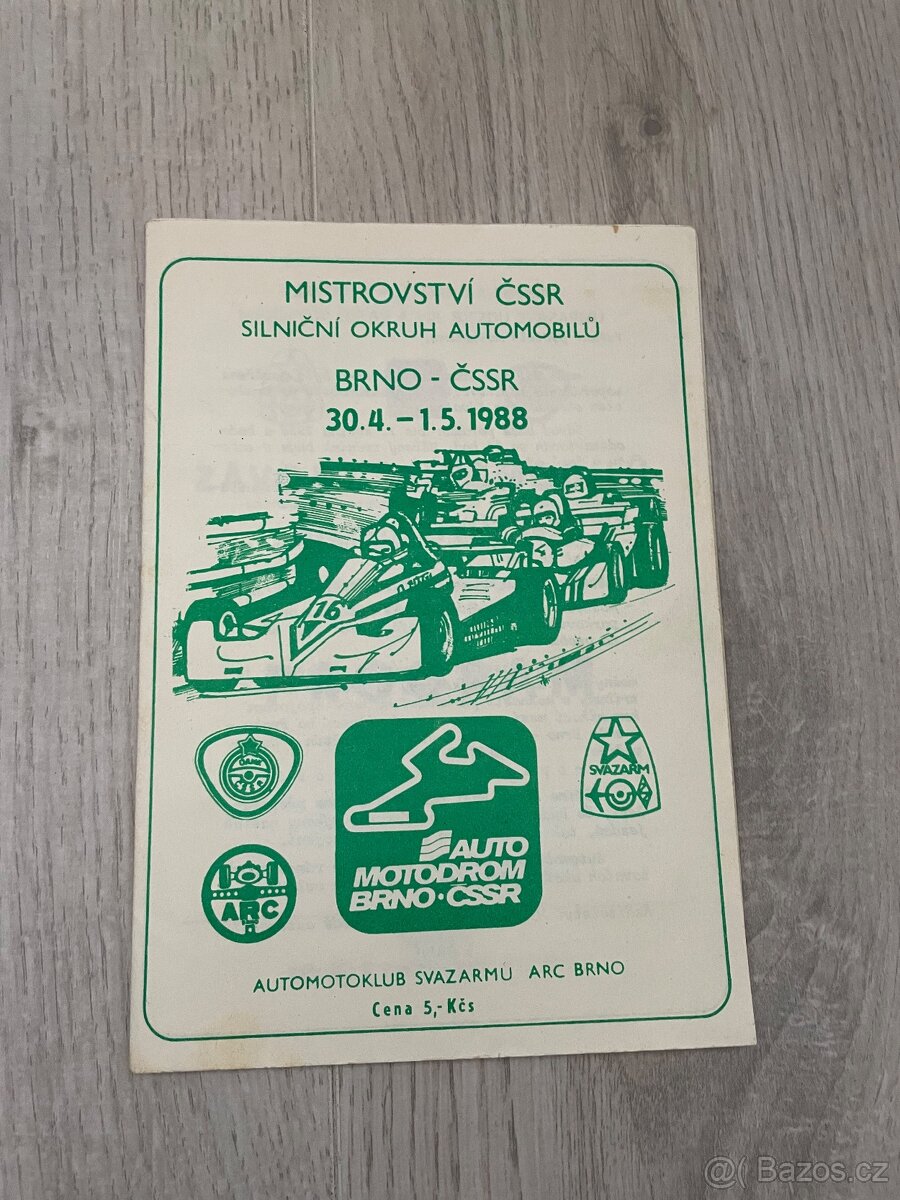 MISTROVSTVÍ ČSSR
SILNIČNÍ OKRUH AUTOMOBILŮ
BRNO - ČSSR
30.4. – 1.5. 1988
16
SVAZARM
ARC
AUTO
MOTODROM
BRNO·ČSSR
AUTOMOTOKLUB SVAZARMU ARC BRNO
Cena 5,- Kčs
@( Bazos.cz